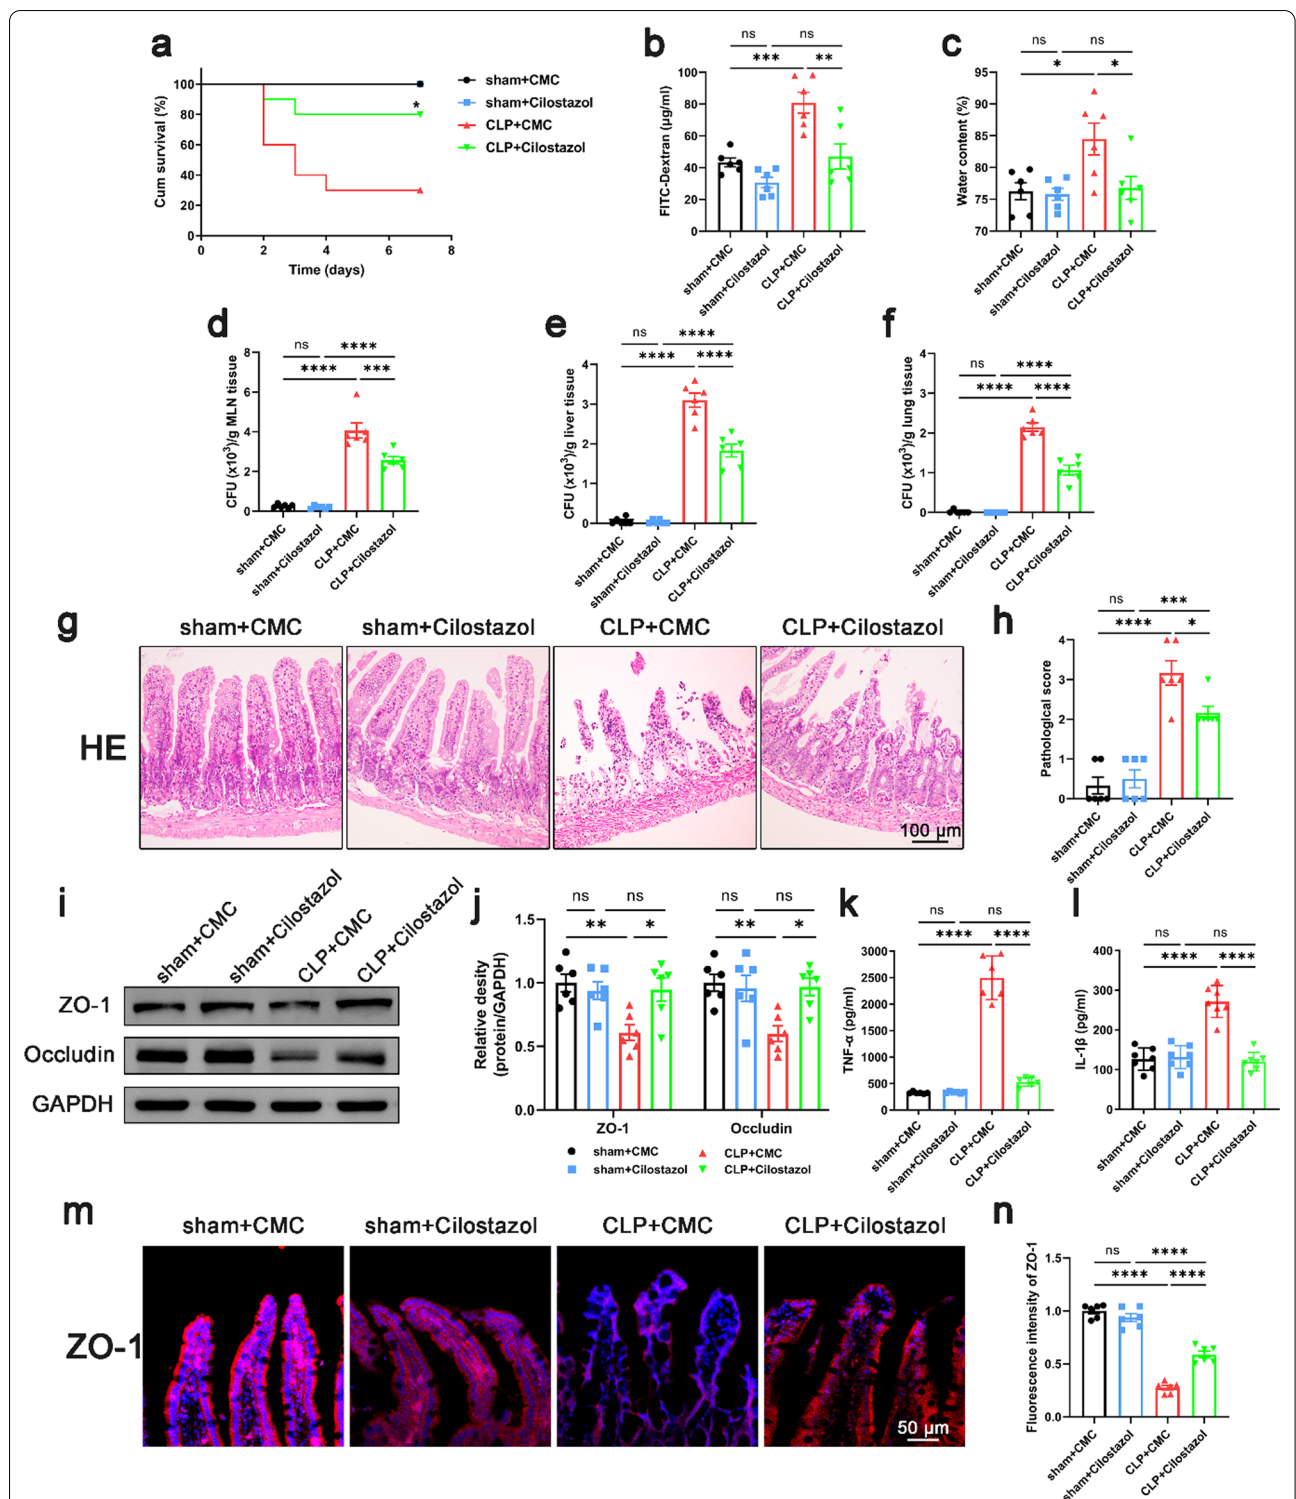 a
Cum survival (%)
100
80
60
40
20
0
0 2 4 6 8
Time (days)
*
sham+CMC
sham+Cilostazol
CLP+CMC
CLP+Cilostazol
b
ns ns
*** **
FITC-Dextran (μg/ml)
100
80
60
40
20
0
sham+CMC
sham+Cilostazol
CLP+CMC
CLP+Cilostazol
c
ns ns
* *
Water content (%)
95
90
85
80
75
70
sham+CMC
sham+Cilostazol
CLP+CMC
CLP+Cilostazol
d
ns ****
**** ***
CFU (x10³)/g MLN tissue
8
6
4
2
0
sham+CMC
sham+Cilostazol
CLP+CMC
CLP+Cilostazol
e
ns ****
**** ****
CFU (x10³)/g liver tissue
4
3
2
1
0
sham+CMC
sham+Cilostazol
CLP+CMC
CLP+Cilostazol
f
ns ****
**** ****
CFU (x10³)/g lung tissue
4
3
2
1
0
sham+CMC
sham+Cilostazol
CLP+CMC
CLP+Cilostazol
g
sham+CMC sham+Cilostazol CLP+CMC CLP+Cilostazol
HE
100 μm
h
ns ***
**** *
Pathological score
4
3
2
1
0
sham+CMC
sham+Cilostazol
CLP+CMC
CLP+Cilostazol
i
sham+CMC
sham+Cilostazol
CLP+CMC
CLP+Cilostazol
ZO-1
Occludin
GAPDH
j
ns ns ns ns
** * ** *
Relative desity
(protein/GAPDH)
1.5
1.0
0.5
0.0
ZO-1 Occludin
sham+CMC CLP+CMC
sham+Cilostazol CLP+Cilostazol
k
ns ns
**** ****
TNF-α (pg/ml)
3000
2500
2000
1500
1000
500
0
sham+CMC
sham+Cilostazol
CLP+CMC
CLP+Cilostazol
l
ns ns
**** ****
IL-1β (pg/ml)
400
300
200
100
0
sham+CMC
sham+Cilostazol
CLP+CMC
CLP+Cilostazol
m
sham+CMC sham+Cilostazol CLP+CMC CLP+Cilostazol
ZO-1
50 μm
n
ns ****
**** ****
Fluorescence intensity of ZO-1
1.5
1.0
0.5
0.0
sham+CMC
sham+Cilostazol
CLP+CMC
CLP+Cilostazol